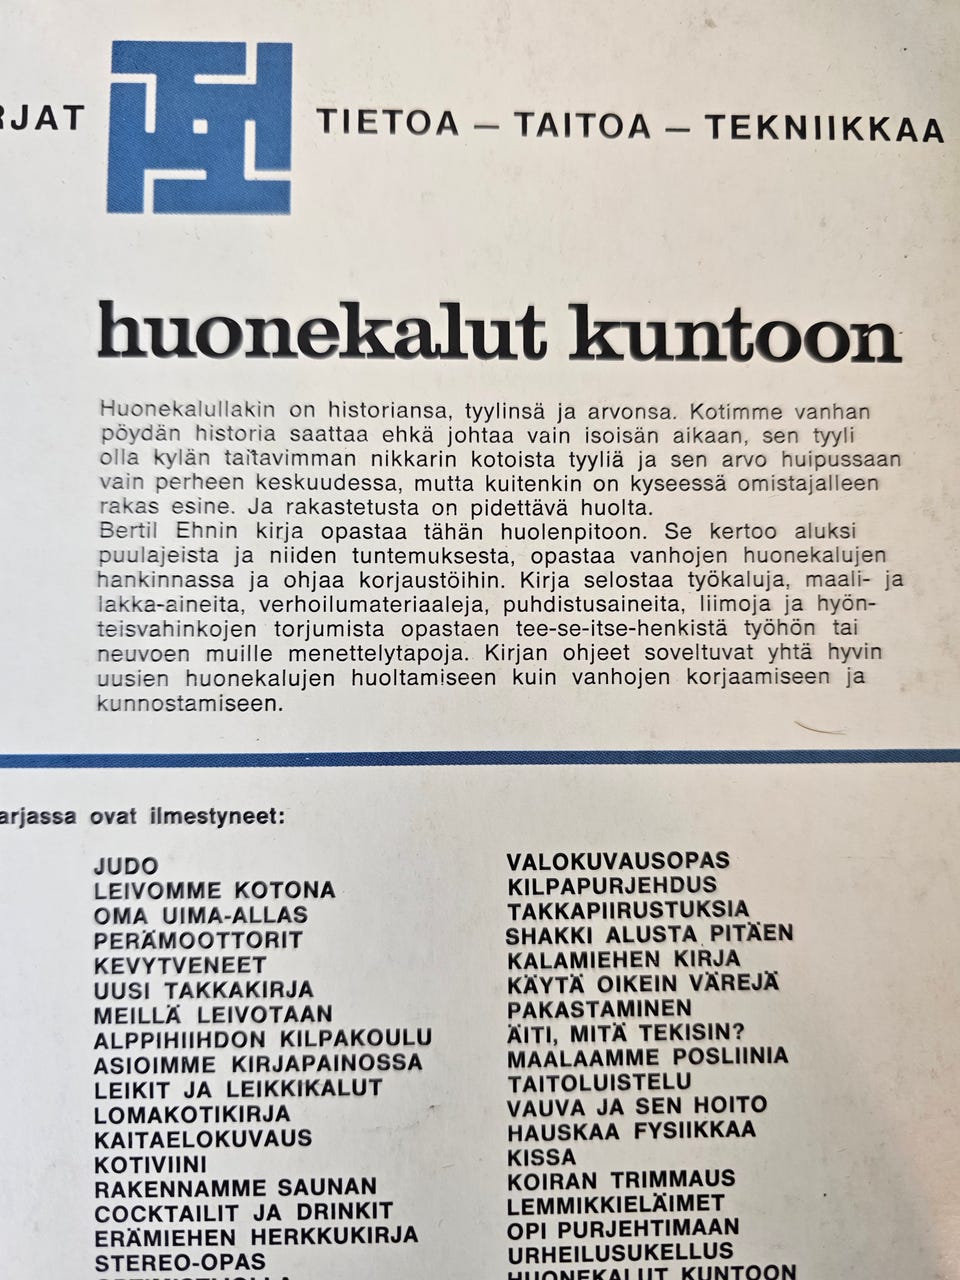 TIETOA — TAITOA — TEKNIIKKAA
huonekalut kuntoon
Huonekalullakin on historiansa, tyylinsä ja arvonsa. Kotimme vanhan
pöydän historia saattaa ehkä johtaa vain isoisän aikaan, sen tyyli
olla kylän taitavimman nikkarin kotoista tyyliä ja sen arvo huipussaan
vain perheen keskuudessa, mutta kuitenkin on kyseessä omistajalleen
rakas esine. Ja rakastetusta on pidettävä huolta.
Bertil Ehnin kirja opastaa tähän huolenpitoon. Se kertoo aluksi
puulajeista ja niiden tuntemuksesta, opastaa vanhojen huonekalujen
hankinnassa ja ohjaa korjaustöihin. Kirja selostaa työkaluja, maali- ja
lakka-aineita, verhoilumateriaaleja, puhdistusaineita, liimoja ja hyön-
teisvahinkojen torjumista opastaen tee-se-itse-henkistä työhön tai
neuvoen muille menettelytapoja. Kirjan ohjeet soveltuvat yhtä hyvin
uusien huonekalujen huoltamiseen kuin vanhojen korjaamiseen ja
kunnostamiseen.
arjassa ovat ilmestyneet:
JUDO
LEIVOMME KOTONA
OMA UIMA-ALLAS
PERÄMOOTTORIT
KEVYTVENEET
UUSI TAKKAKIRJA
MEILLÄ LEIVOTAAN
ALPPIHIIHDON KILPAKOULU
ASIOIMME KIRJAPAINOSSA
LEIKIT JA LEIKKIKALUT
LOMAKOTIKIRJA
KAITAELOKUVAUS
KOTIVIINI
RAKENNAMME SAUNAN
COCKTAILIT JA DRINKIT
ERÄMIEHEN HERKKUKIRJA
STEREO-OPAS
VALOKUVAUSOPAS
KILPAPURJEHDUS
TAKKAPIIRUSTUKSIA
SHAKKI ALUSTA PITÄEN
KALAMIEHEN KIRJA
KÄYTÄ OIKEIN VÄREJÄ
PAKASTAMINEN
ÄITI, MITÄ TEKISIN?
MAALAAMME POSLIINIA
TAITOLUISTELU
VAUVA JA SEN HOITO
HAUSKAA FYSIIKKAA
KISSA
KOIRAN TRIMMAUS
LEMMIKKIELÄIMET
OPI PURJEHTIMAAN
URHEILUSUKELLUS
HUONEKALUT KUNTOON